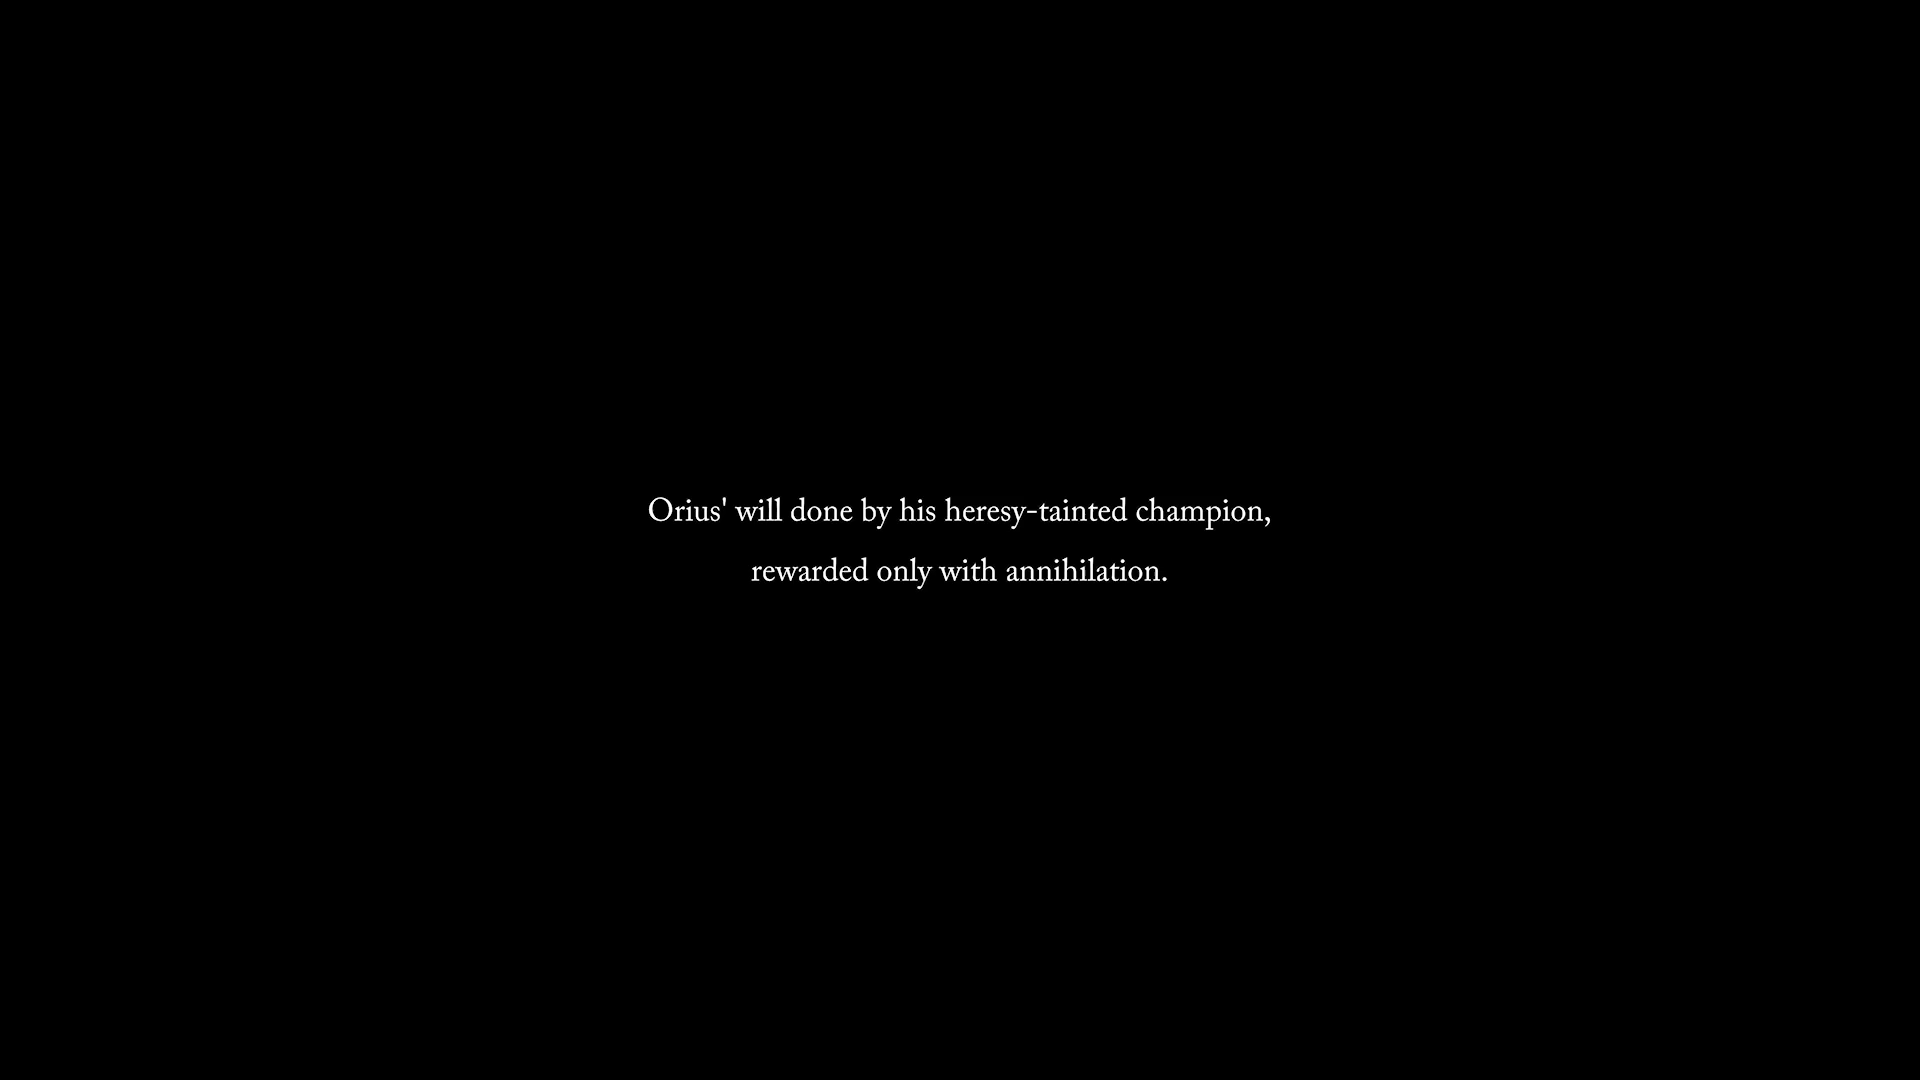 Orius' will done by his heresy-tainted champion,
rewarded only with annihilation.